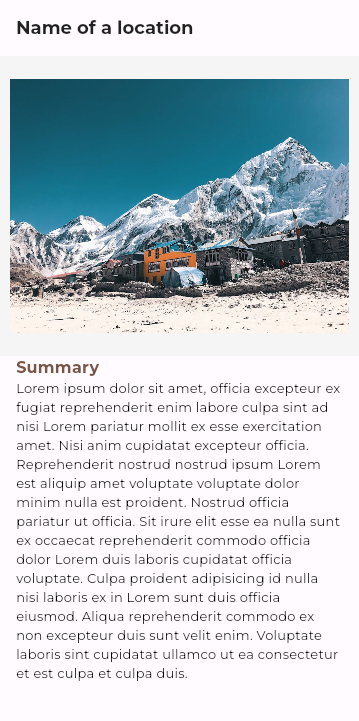 Name of a location
Summary
Lorem ipsum dolor sit amet, officia excepteur ex
fugiat reprehenderit enim labore culpa sint ad
nisi Lorem pariatur mollit ex esse exercitation
amet. Nisi anim cupidatat excepteur officia.
Reprehenderit nostrud nostrud ipsum Lorem
est aliquip amet voluptate voluptate dolor
minim nulla est proident. Nostrud officia
pariatur ut officia. Sit irure elit esse ea nulla sunt
ex occaecat reprehenderit commodo officia
dolor Lorem duis laboris cupidatat officia
voluptate. Culpa proident adipisicing id nulla
nisi laboris ex in Lorem sunt duis officia
eiusmod. Aliqua reprehenderit commodo ex
non excepteur duis sunt velit enim. Voluptate
laboris sint cupidatat ullamco ut ea consectetur
et est culpa et culpa duis.